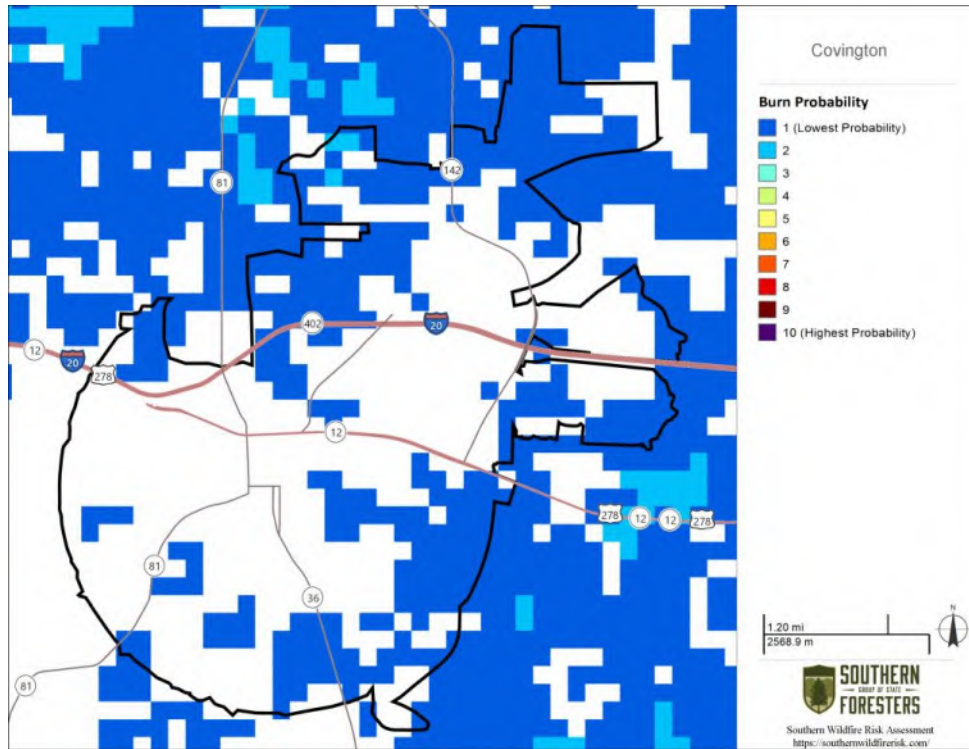 Covington
Burn Probability
1 (Lowest Probability)
2
3
4
5
6
7
8
9
10 (Highest Probability)
81
142
402
20
12
20
278
12
278
12
12
278
81
36
81
1.20 mi
2568.9 m
N
SOUTHERN
GROUP OF STATE
FORESTERS
Southern Wildfire Risk Assessment
https://southernwildfirerisk.com/